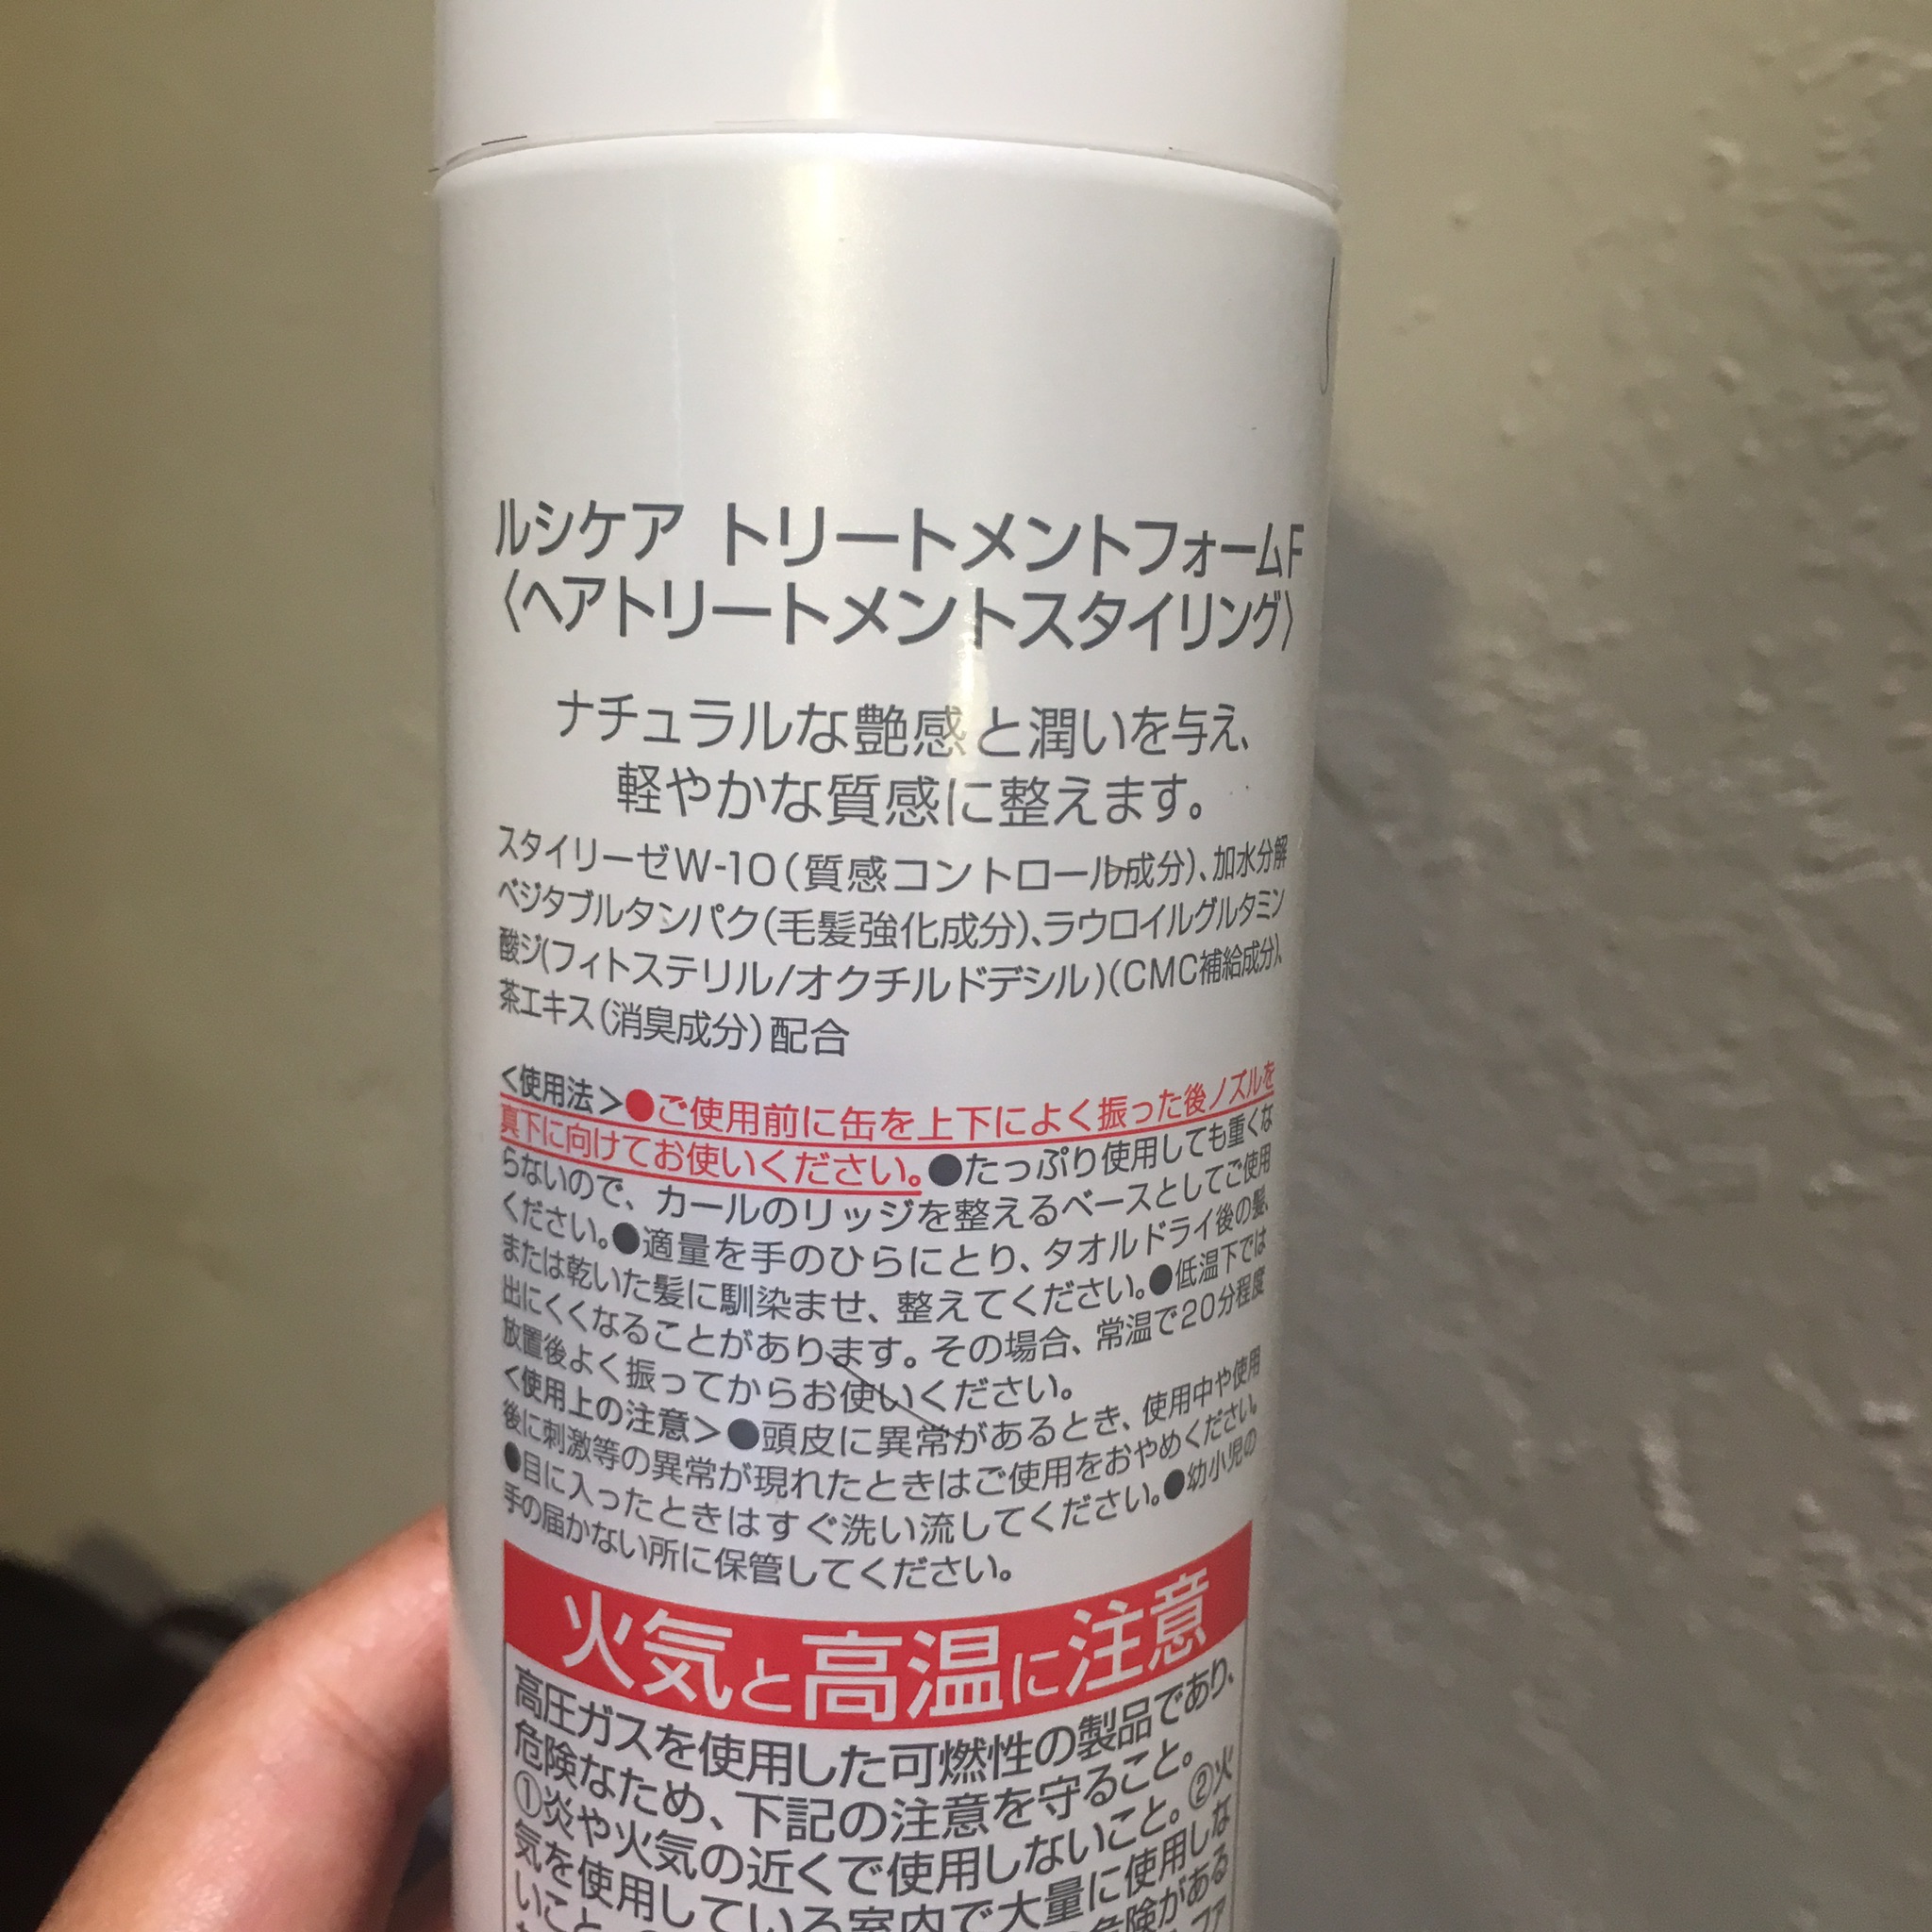 ルシケア トリートメントフォームF
〈ヘアトリートメントスタイリング〉
ナチュラルな艶感と潤いを与え、
軽やかな質感に整えます。
スタイリーゼW-10(質感コントロール成分)、加水分解
ベジタブルタンパク(毛髪強化成分)、ラウロイルグルタミン
酸ジ(フィトステリル/オクチルドデシル)(CMC補給成分)、
茶エキス(消臭成分)配合
<使用法>●ご使用前に缶を上下によく振った後ノズルを
真下に向けてお使いください。●たっぷり使用しても重くな
らないので、カールのリッジを整えるベースとしてご使用
ください。●適量を手のひらにとり、タオルドライ後の髪、
または乾いた髪に馴染ませ、整えてください。●低温下では
出にくくなることがあります。その場合、常温で20分程度
放置後よく振ってからお使いください。
<使用上の注意>●頭皮に異常があるとき、使用中や使用
後に刺激等の異常が現れたときはご使用をおやめください。
●目に入ったときはすぐ洗い流してください。●幼小児の
手の届かない所に保管してください。
火気と高温に注意
高圧ガスを使用した可燃性の製品であり、
危険なため、下記の注意を守ること。
①炎や火気の近くで使用しないこと。②火
気を使用している室内で大量に使用しな
いこと。 危険がある